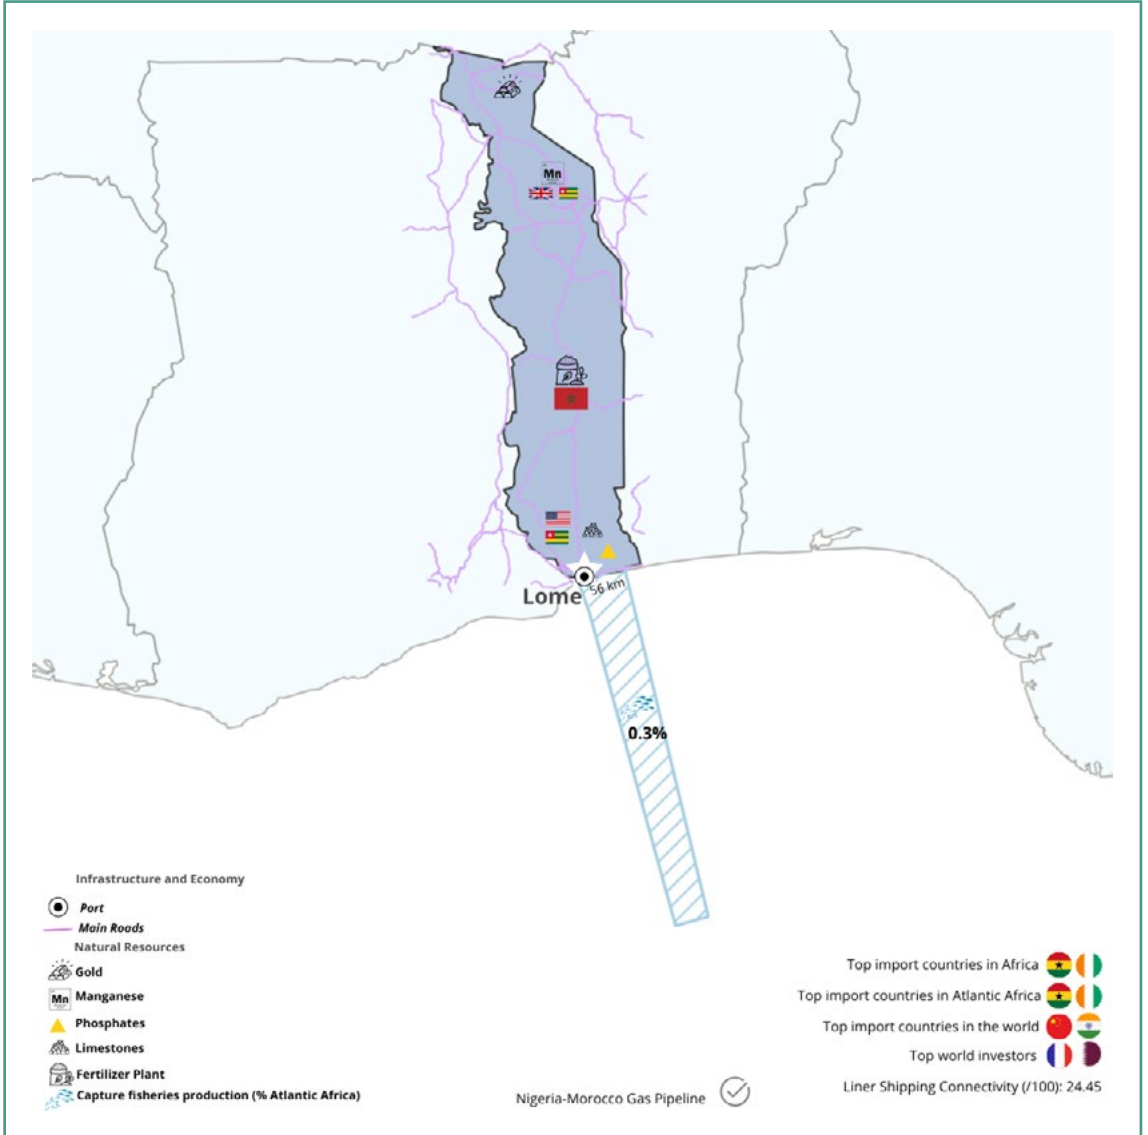 Mn
Lome
56 km
0.3%
Infrastructure and Economy
Port
Main Roads
Natural Resources
Gold
Mn Manganese
Phosphates
Limestones
Fertilizer Plant
Capture fisheries production (% Atlantic Africa)
Top import countries in Africa
Top import countries in Atlantic Africa
Top import countries in the world
Top world investors
Liner Shipping Connectivity (/100): 24.45
Nigeria-Morocco Gas Pipeline